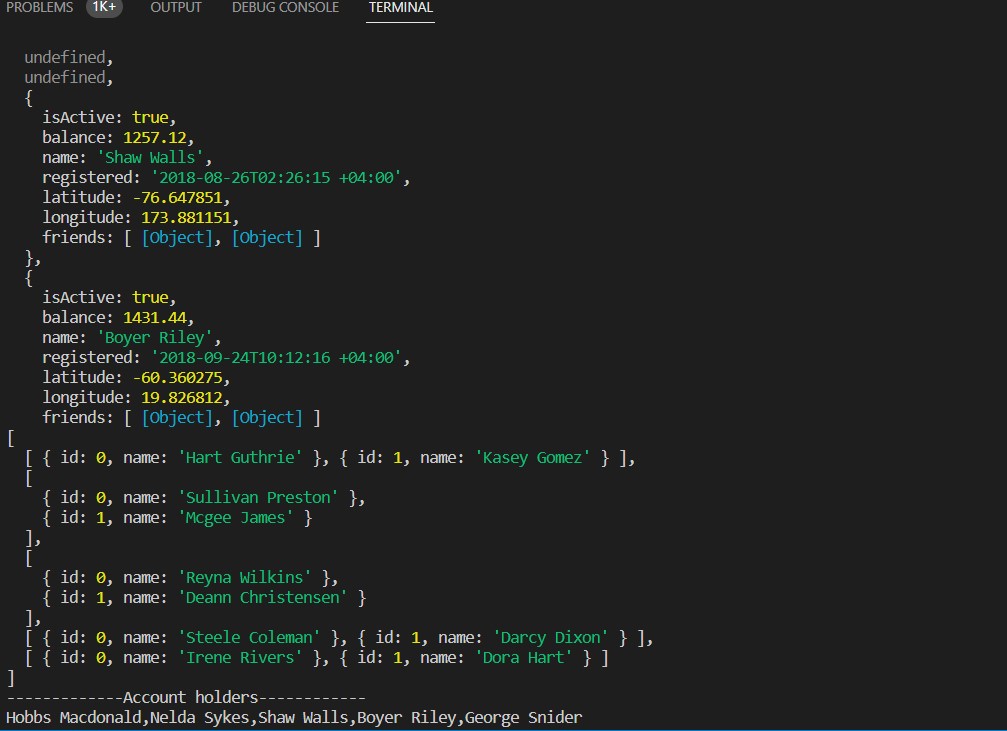 PROBLEMS 1K+ OUTPUT DEBUG CONSOLE TERMINAL
undefined,
undefined,
{
isActive: true,
balance: 1257.12,
name: 'Shaw Walls',
registered: '2018-08-26T02:26:15 +04:00',
latitude: -76.647851,
longitude: 173.881151,
friends: [ [Object], [Object] ]
},
{
isActive: true,
balance: 1431.44,
name: 'Boyer Riley',
registered: '2018-09-24T10:12:16 +04:00',
latitude: -60.360275,
longitude: 19.826812,
friends: [ [Object], [Object] ]
[
[ { id: 0, name: 'Hart Guthrie' }, { id: 1, name: 'Kasey Gomez' } ],
[
{ id: 0, name: 'Sullivan Preston' },
{ id: 1, name: 'Mcgee James' }
],
[
{ id: 0, name: 'Reyna Wilkins' },
{ id: 1, name: 'Deann Christensen' }
],
[ { id: 0, name: 'Steele Coleman' }, { id: 1, name: 'Darcy Dixon' } ],
[ { id: 0, name: 'Irene Rivers' }, { id: 1, name: 'Dora Hart' } ]
]
-------------Account holders------------
Hobbs Macdonald,Nelda Sykes,Shaw Walls,Boyer Riley,George Snider